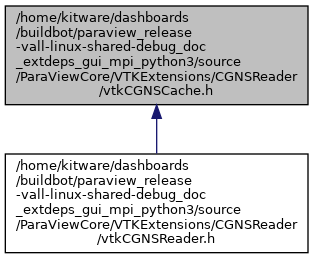 /home/kitware/dashboards
/buildbot/paraview_release
-vall-linux-shared-debug_doc
_extdeps_gui_mpi_python3/source
/ParaViewCore/VTKExtensions/CGNSReader
/vtkCGNSCache.h
/home/kitware/dashboards
/buildbot/paraview_release
-vall-linux-shared-debug_doc
_extdeps_gui_mpi_python3/source
/ParaViewCore/VTKExtensions/CGNSReader
/vtkCGNSReader.h